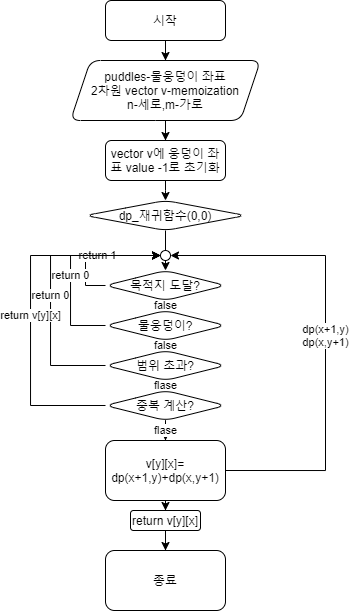 시작
puddles-물웅덩이 좌표
2차원 vector v-memoization
n-세로,m-가로
vector v에 웅덩이 좌
표 value -1로 초기화
dp_재귀함수(0,0)
return 1
목적지 도달?
return 0
false
물웅덩이?
return 0
false
return v[y][x]
범위 초과?
flase
중복 계산?
flase
dp(x+1,y)
dp(x,y+1)
v[y][x]=
dp(x+1,y)+dp(x,y+1)
return v[y][x]
종료